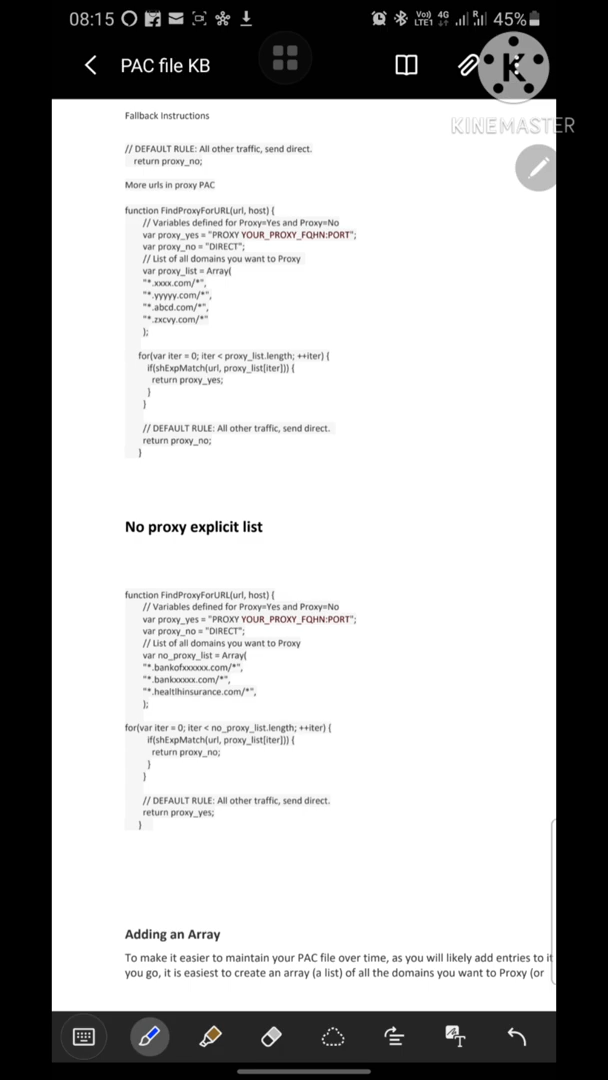 08:15
Vo)) 4G R
LTE1 45%
PAC file KB
K
KINEMASTER
Fallback Instructions
// DEFAULT RULE: All other traffic, send direct.
return proxy_no;
More urls in proxy PAC
function FindProxyForURL(url, host) {
// Variables defined for Proxy=Yes and Proxy=No
var proxy_yes = "PROXY YOUR_PROXY_FQHN:PORT";
var proxy_no = "DIRECT";
// List of all domains you want to Proxy
var proxy_list = Array(
"*.xxxx.com/*",
"*.yyyyy.com/*",
"*.abcd.com/*",
"*.zxcvy.com/*"
);
for(var iter = 0; iter < proxy_list.length; ++iter) {
if(shExpMatch(url, proxy_list[iter])) {
return proxy_yes;
}
}
// DEFAULT RULE: All other traffic, send direct.
return proxy_no;
}
No proxy explicit list
function FindProxyForURL(url, host) {
// Variables defined for Proxy=Yes and Proxy=No
var proxy_yes = "PROXY YOUR_PROXY_FQHN:PORT";
var proxy_no = "DIRECT";
// List of all domains you want to Proxy
var no_proxy_list = Array(
"*.bankofxxxxxx.com/*",
"*.bankxxxxx.com/*",
"*.healtlhinsurance.com/*",
);
for(var iter = 0; iter < no_proxy_list.length; ++iter) {
if(shExpMatch(url, proxy_list[iter])) {
return proxy_no;
}
}
// DEFAULT RULE: All other traffic, send direct.
return proxy_yes;
}
Adding an Array
To make it easier to maintain your PAC file over time, as you will likely add entries to it
you go, it is easiest to create an array (a list) of all the domains you want to Proxy (or
T